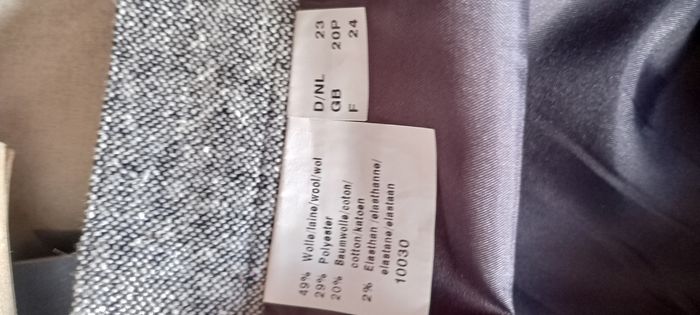 D/NL 23
GB 20P
F 24
49% Wolle/laine/wool/wol
29% Polyester
20% Baumwolle/coton/
cotton/katoen
2% Elasthan/elasthanne/
elastane/elastaan
10030